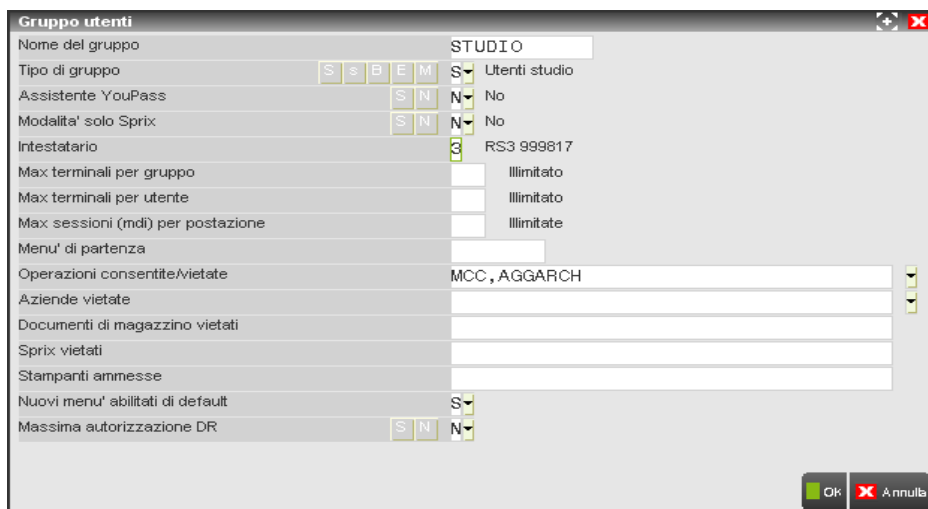 Gruppo utenti
Nome del gruppo STUDIO
Tipo di gruppo S s B E M S Utenti studio
Assistente YouPass S N N No
Modalita' solo Sprix S N N No
Intestatario 3 RS3 999817
Max terminali per gruppo Illimitato
Max terminali per utente Illimitato
Max sessioni (mdi) per postazione Illimitate
Menu' di partenza
Operazioni consentite/vietate MCC,AGGARCH
Aziende vietate
Documenti di magazzino vietati
Sprix vietati
Stampanti ammesse
Nuovi menu' abilitati di default S
Massima autorizzazione DR S N N
OK Annulla